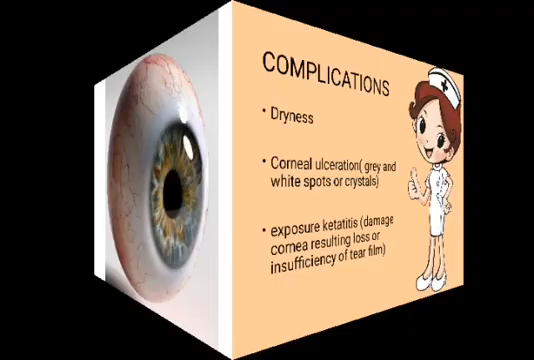 COMPLICATIONS
• Dryness
• Corneal ulceration( grey and
white spots or crystals)
• exposure ketatitis (damage
cornea resulting loss or
insufficiency of tear film)